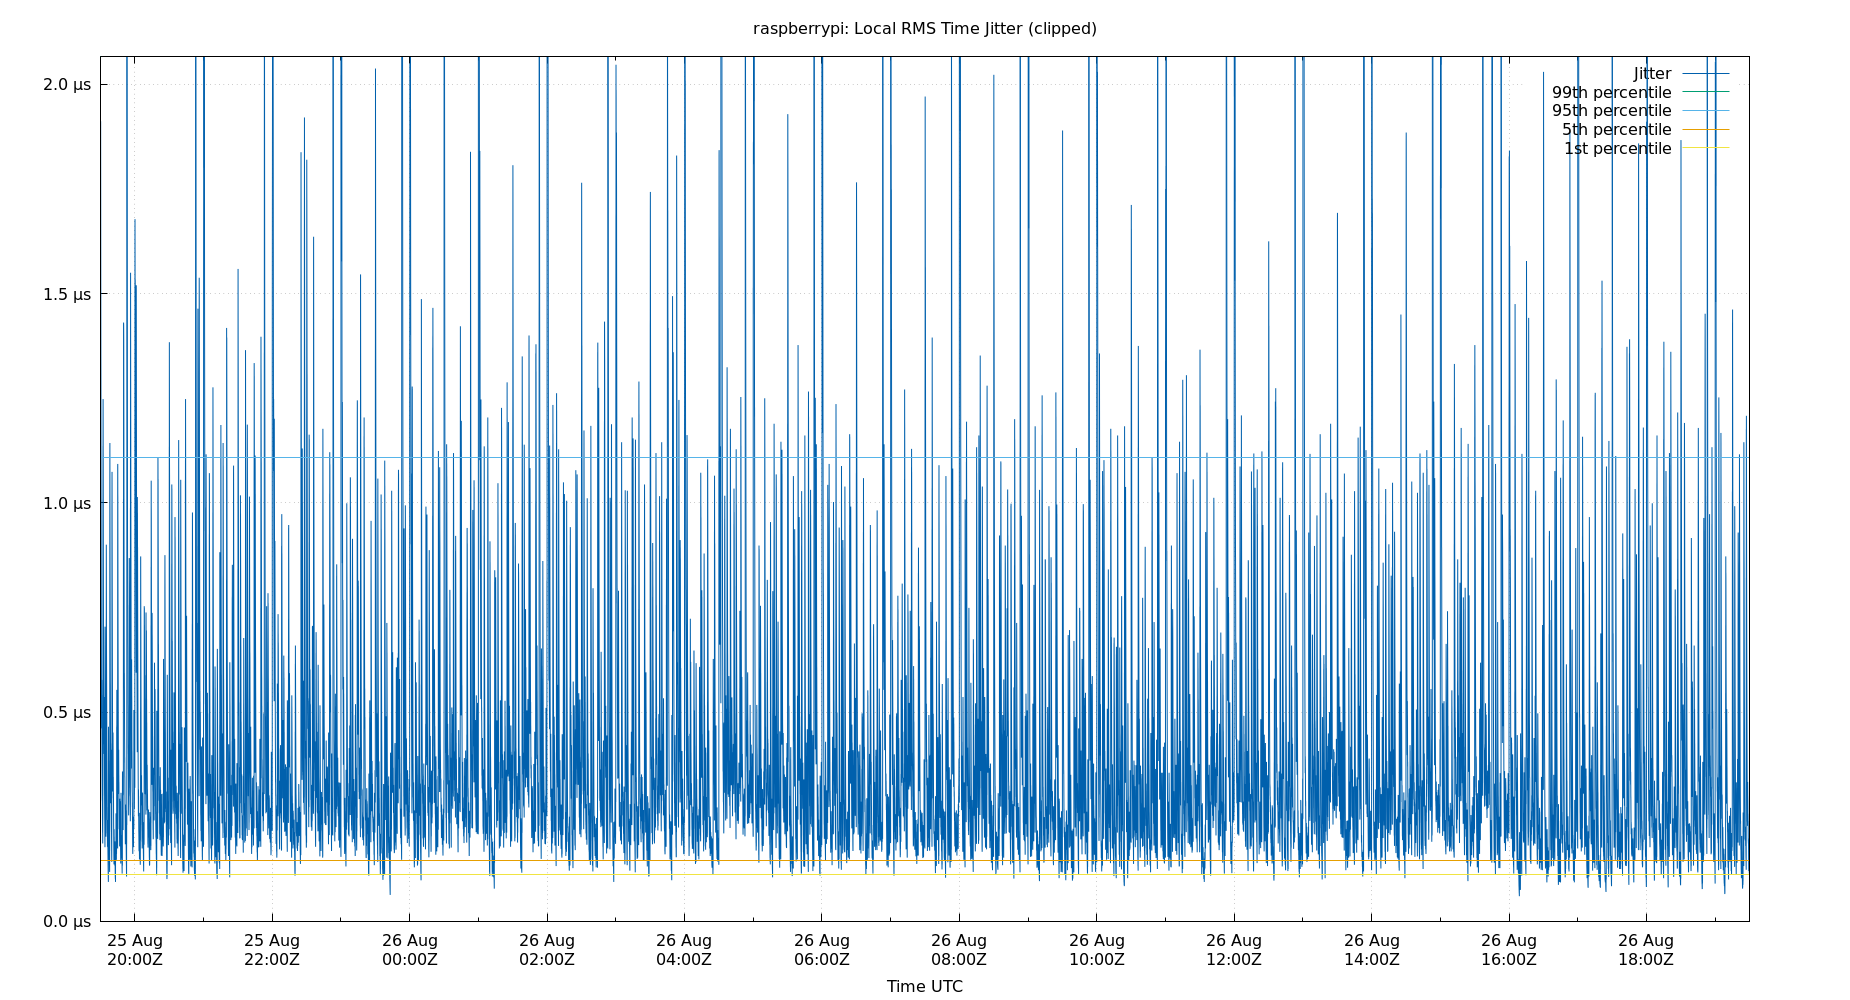 raspberrypi: Local RMS Time Jitter (clipped)
2.0 µs
1.5 µs
1.0 µs
0.5 µs
0.0 µs
Jitter
99th percentile
95th percentile
5th percentile
1st percentile
25 Aug 25 Aug 26 Aug 26 Aug 26 Aug 26 Aug 26 Aug 26 Aug 26 Aug 26 Aug 26 Aug 26 Aug
20:00Z 22:00Z 00:00Z 02:00Z 04:00Z 06:00Z 08:00Z 10:00Z 12:00Z 14:00Z 16:00Z 18:00Z
Time UTC